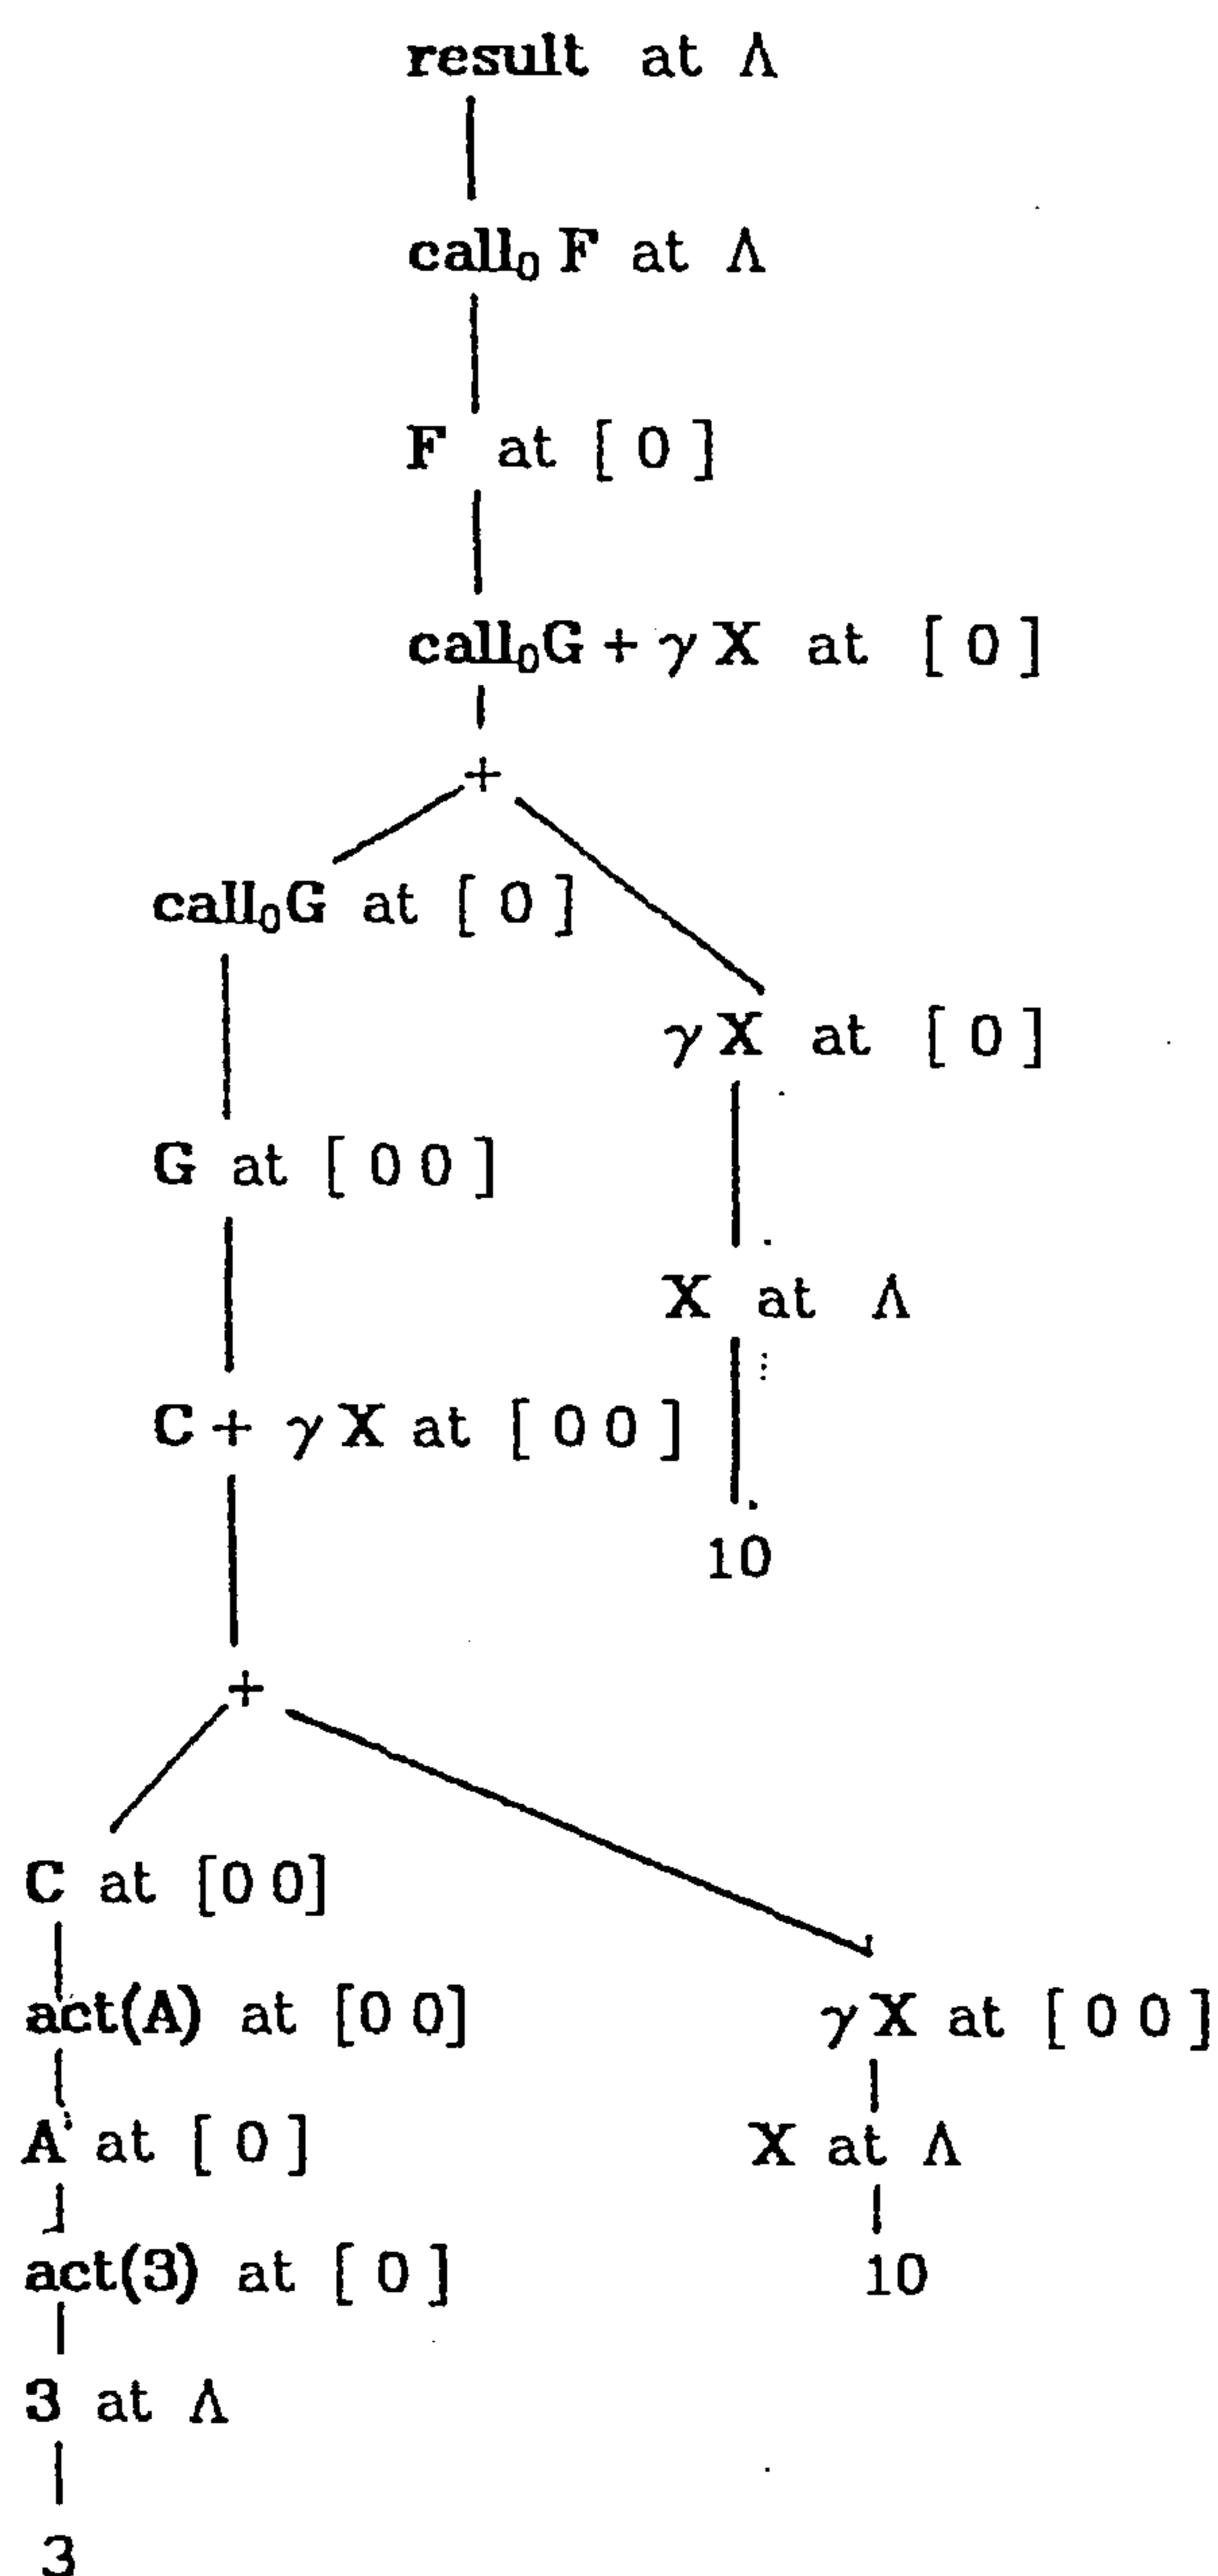 result at Λ
call₀ F at Λ
F at [ 0 ]
call₀G + γ X at [ 0 ]
+
call₀G at [ 0 ]
γ X at [ 0 ]
G at [ 0 0 ]
X at Λ
C + γ X at [ 0 0 ]
10
+
C at [0 0]
act(A) at [0 0]
γ X at [ 0 0 ]
A at [ 0 ]
X at Λ
act(3) at [ 0 ]
10
3 at Λ
3